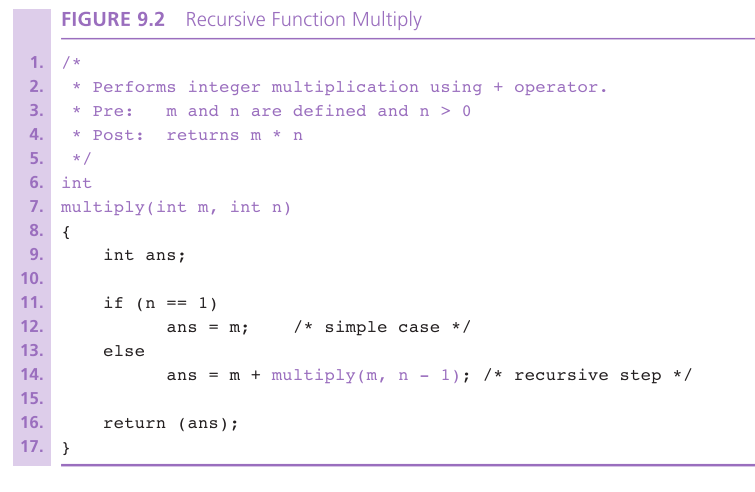 FIGURE 9.2 Recursive Function Multiply
1. /*
2.  * Performs integer multiplication using + operator.
3.  * Pre:   m and n are defined and n > 0
4.  * Post:  returns m * n
5.  */
6. int
7. multiply(int m, int n)
8. {
9.     int ans;
10.
11.     if (n == 1)
12.           ans = m;    /* simple case */
13.     else
14.           ans = m + multiply(m, n - 1); /* recursive step */
15.
16.     return (ans);
17. }